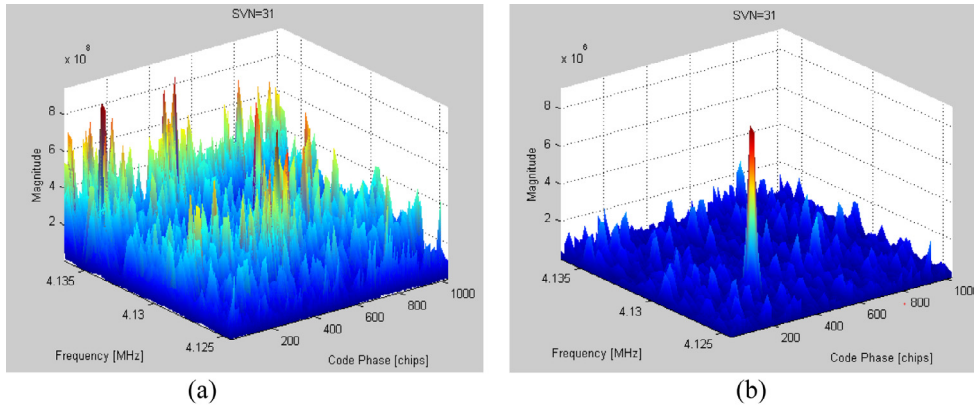 SVN=31
x 10^8
8
6
4
2
Magnitude
4.135
4.13
4.125
Frequency [MHz]
200
400
600
800
1000
Code Phase [chips]
(a)
SVN=31
x 10^6
8
6
4
2
Magnitude
4.135
4.13
4.125
Frequency [MHz]
200
400
600
800
1000
Code Phase [chips]
(b)